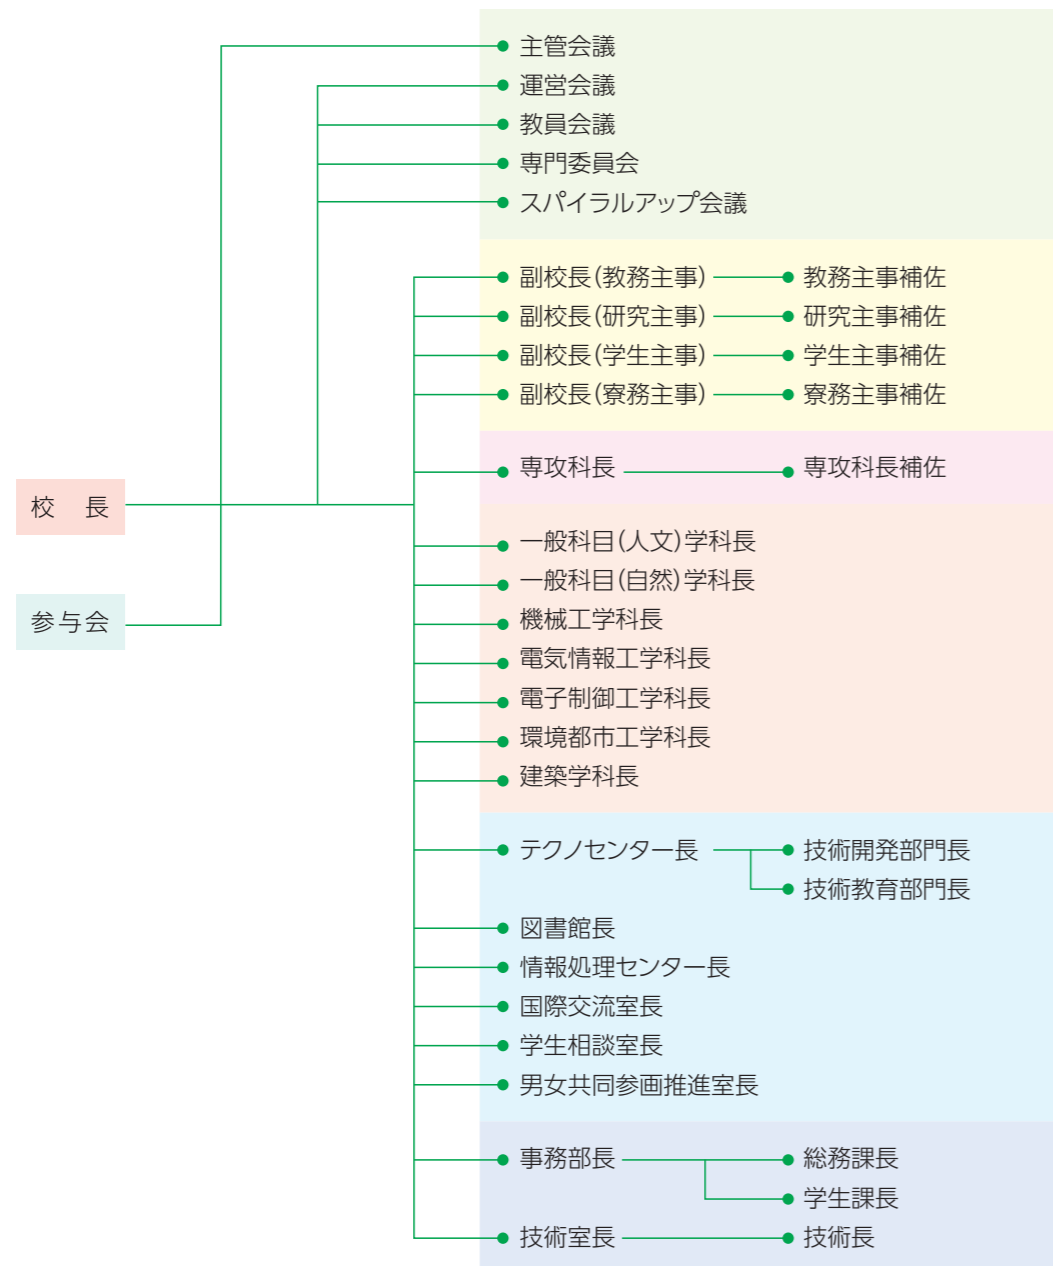 主管会議
運営会議
教員会議
専門委員会
スパイラルアップ会議
副校長(教務主事) 教務主事補佐
副校長(研究主事) 研究主事補佐
副校長(学生主事) 学生主事補佐
副校長(寮務主事) 寮務主事補佐
専攻科長 専攻科長補佐
校 長
参与会
一般科目(人文)学科長
一般科目(自然)学科長
機械工学科長
電気情報工学科長
電子制御工学科長
環境都市工学科長
建築学科長
テクノセンター長 技術開発部門長
技術教育部門長
図書館長
情報処理センター長
国際交流室長
学生相談室長
男女共同参画推進室長
事務部長 総務課長
学生課長
技術室長 技術長